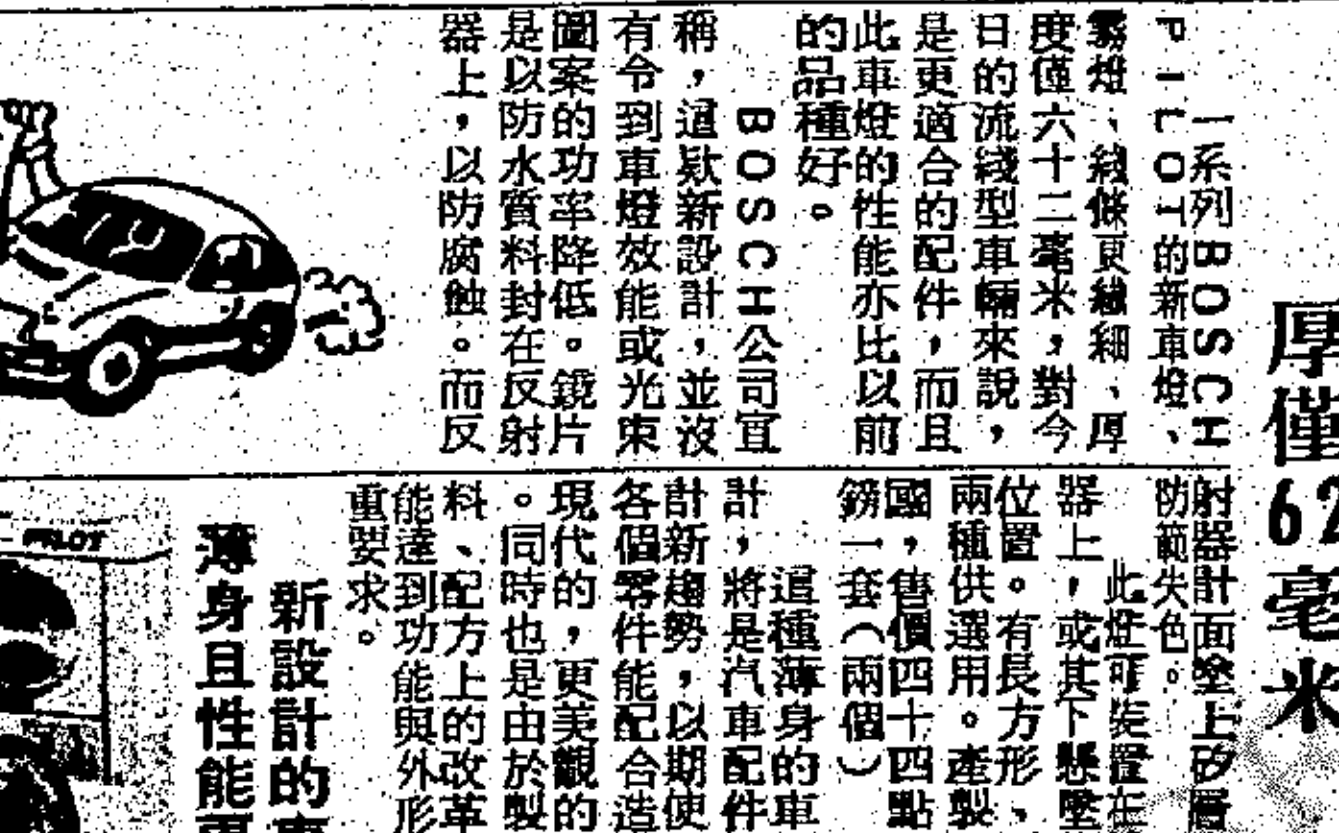 厚僅62毫米
一系列BOSCH
PILOT的新車燈、
霧燈、綫條更纖細、厚
度僅六十二毫米，對今
日的流綫型車輛來說，
是更適合的配件，而且
此車燈的性能亦比以前
的品種好。
BOSCH公司宣
稱，這欵新設計，並沒
有令到車燈效能或光束
圖案的功率降低。鏡片
是以防水質料封在反射
器上，以防腐蝕。而反
射器計面塗上矽層
防範失色。
此燈可裝置在
器上，或其下懸墜
位置。有長方形、
兩種供選用。產製
國，售價四十四點
鎊一套（兩個）
這種薄身的車
計，將是汽車配件
計新趨勢，以期使
各個零件能配合造
現代的，更美觀的
。同時也是由於製
料、配方上的改革
能達到功能與外形
重要求。
新設計的
薄身且性能
PILOT